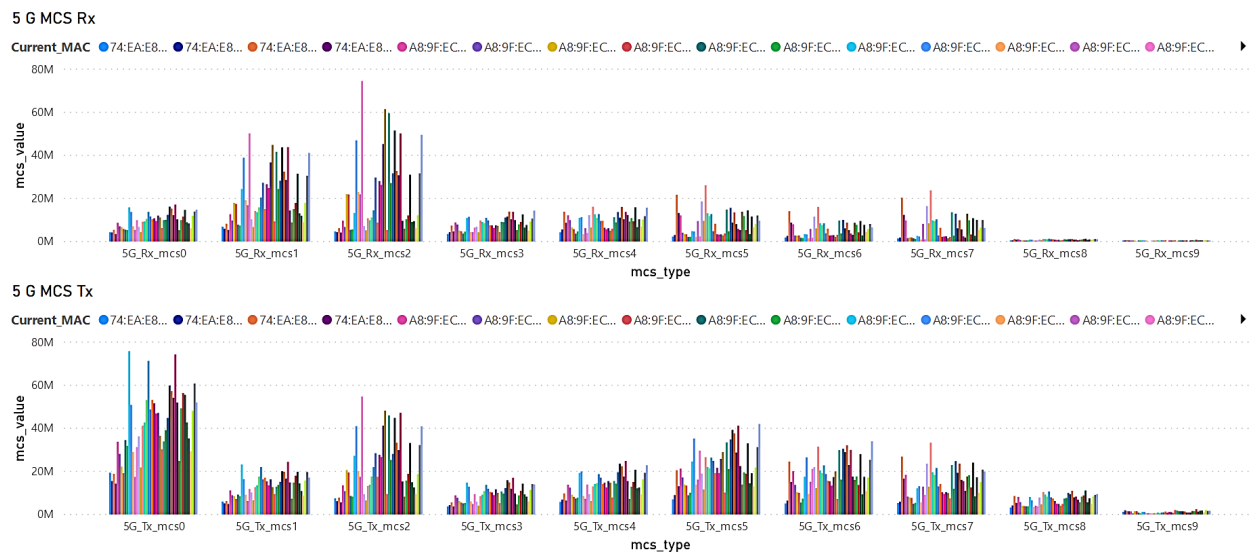 5 G MCS Rx
Current_MAC 74:EA:E8... 74:EA:E8... 74:EA:E8... 74:EA:E8... A8:9F:EC... A8:9F:EC... A8:9F:EC... A8:9F:EC... A8:9F:EC... A8:9F:EC... A8:9F:EC... A8:9F:EC... A8:9F:EC... A8:9F:EC... A8:9F:EC...
80M
60M
40M
20M
0M
mcs_value
5G_Rx_mcs0 5G_Rx_mcs1 5G_Rx_mcs2 5G_Rx_mcs3 5G_Rx_mcs4 5G_Rx_mcs5 5G_Rx_mcs6 5G_Rx_mcs7 5G_Rx_mcs8 5G_Rx_mcs9
mcs_type
5 G MCS Tx
Current_MAC 74:EA:E8... 74:EA:E8... 74:EA:E8... 74:EA:E8... A8:9F:EC... A8:9F:EC... A8:9F:EC... A8:9F:EC... A8:9F:EC... A8:9F:EC... A8:9F:EC... A8:9F:EC... A8:9F:EC... A8:9F:EC... A8:9F:EC...
80M
60M
40M
20M
0M
mcs_value
5G_Tx_mcs0 5G_Tx_mcs1 5G_Tx_mcs2 5G_Tx_mcs3 5G_Tx_mcs4 5G_Tx_mcs5 5G_Tx_mcs6 5G_Tx_mcs7 5G_Tx_mcs8 5G_Tx_mcs9
mcs_type